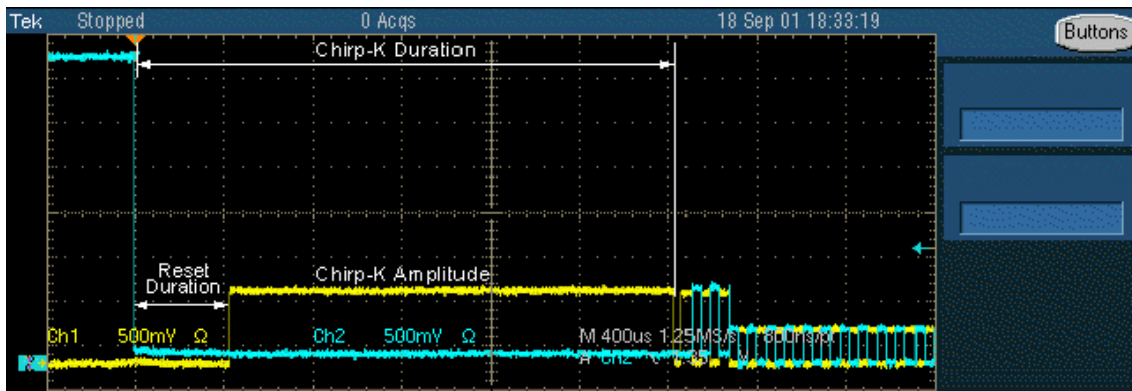 Tek Stopped 0 Acqs 18 Sep 01 18:33:19
Buttons
Chirp-K Duration
Reset
Duration
Chirp-K Amplitude
Ch1 500mV Ω Ch2 500mV Ω M 400us 1.25MS/s
A Ch2